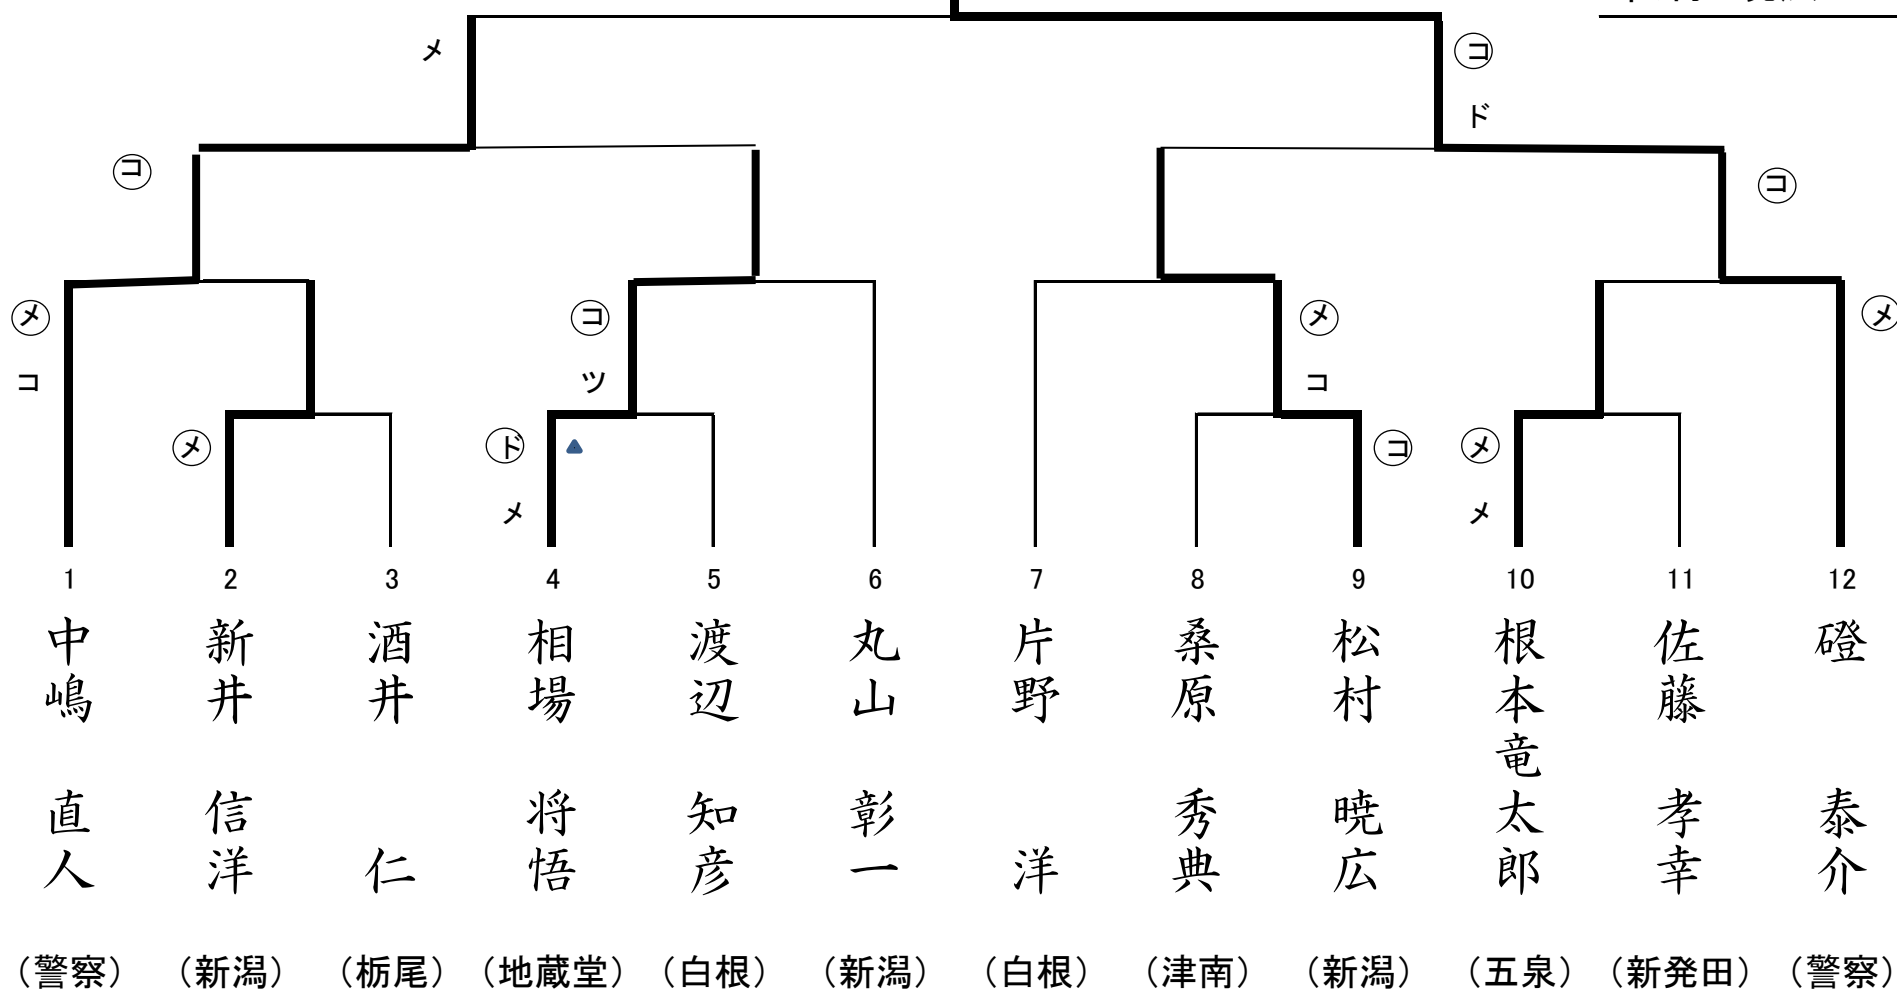 メ
コ
ド
コ
コ
メ
コ
コ
ツ
メ
コ
メ
メ
ド
メ
コ
メ
メ
1 2 3 4 5 6 7 8 9 10 11 12
中嶋 直人
新井 信洋
酒井 仁
相場 将悟
渡辺 知彦
丸山 彰一
片野 洋
桑原 秀典
松村 暁広
根本竜太郎
佐藤 孝幸
磴 泰介
（警察） （新潟） （栃尾） （地蔵堂） （白根） （新潟） （白根） （津南） （新潟） （五泉） （新発田） （警察）